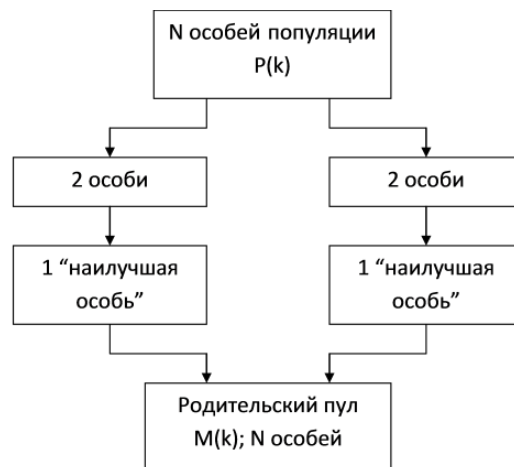 N особей популяции
P(k)
2 особи
2 особи
1 “наилучшая
особь”
1 “наилучшая
особь”
Родительский пул
M(k); N особей